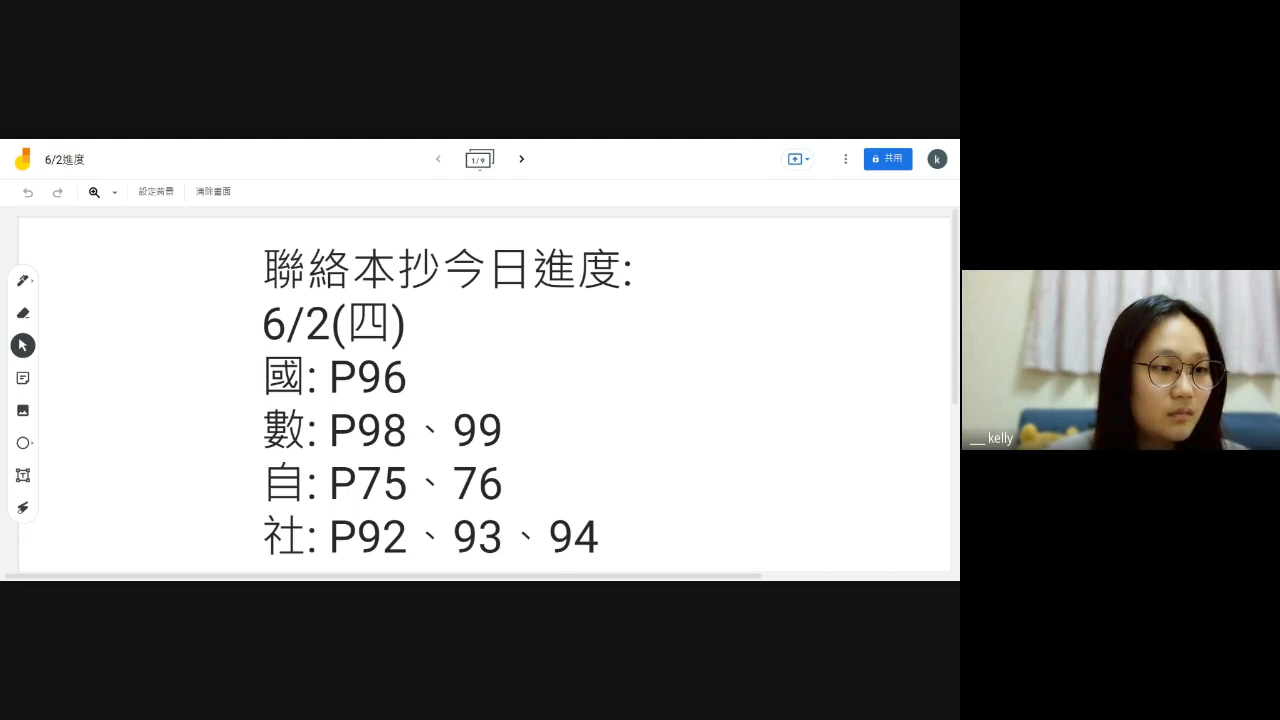 6/2進度
1/9
共用
k
設定背景
清除畫面
聯絡本抄今日進度:
6/2(四)
國: P96
數: P98、99
自: P75、76
社: P92、93、94
___ kelly